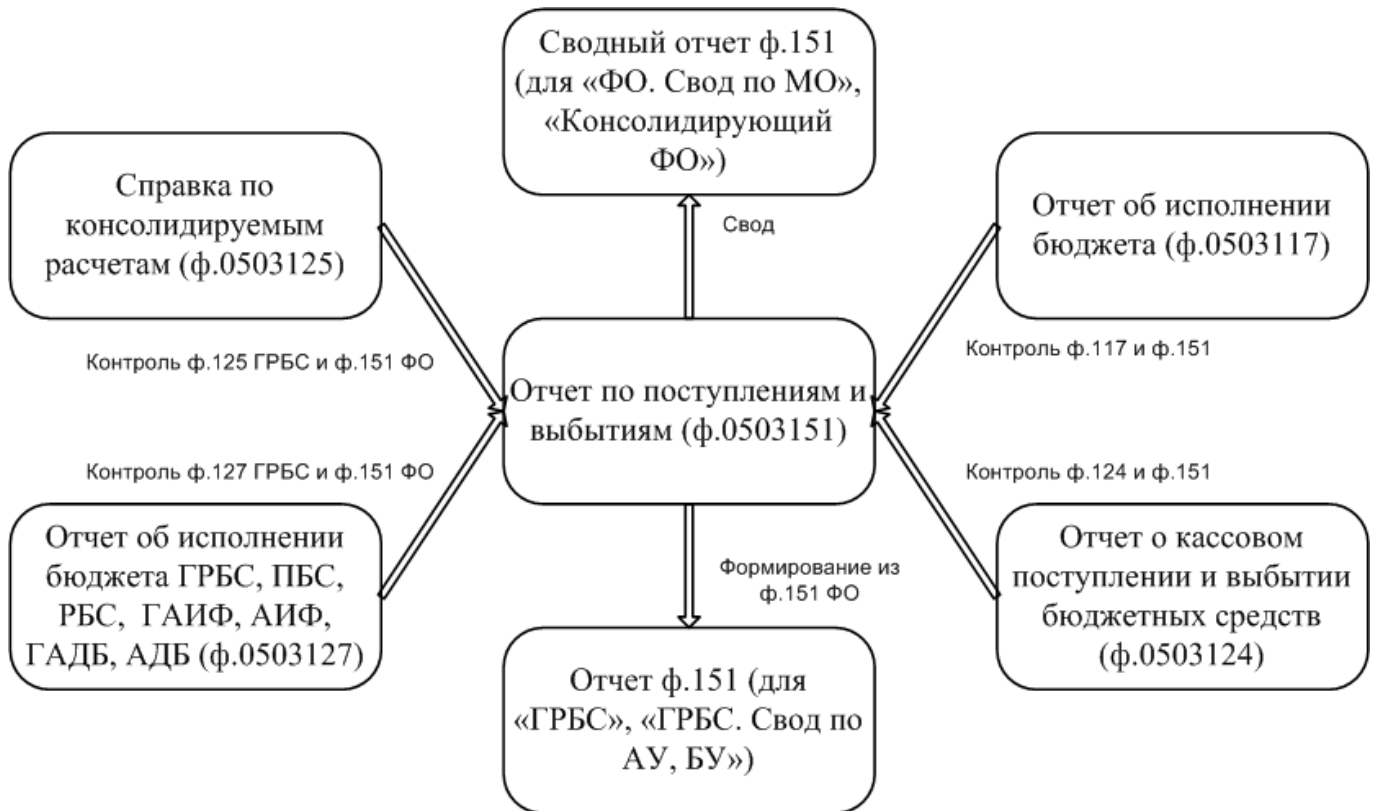 Сводный отчет ф.151
(для «ФО. Свод по МО»,
«Консолидирующий
ФО»)
Справка по
консолидируемым
расчетам (ф.0503125)
Свод
Отчет об исполнении
бюджета (ф.0503117)
Контроль ф.125 ГРБС и ф.151 ФО
Контроль ф.117 и ф.151
Отчет по поступлениям и
выбытиям (ф.0503151)
Контроль ф.127 ГРБС и ф.151 ФО
Контроль ф.124 и ф.151
Отчет об исполнении
бюджета ГРБС, ПБС,
РБС, ГАИФ, АИФ,
ГАДБ, АДБ (ф.0503127)
Формирование из
ф.151 ФО
Отчет о кассовом
поступлении и выбытии
бюджетных средств
(ф.0503124)
Отчет ф.151 (для
«ГРБС», «ГРБС. Свод по
АУ, БУ»)